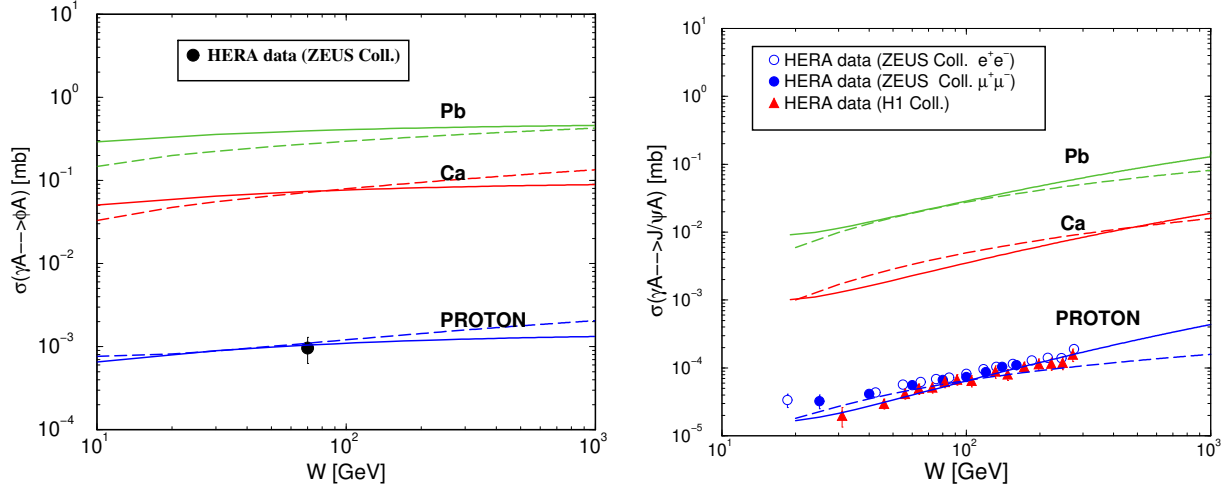 10^1
HERA data (ZEUS Coll.)
10^0
Pb
10^-1
Ca
10^-2
PROTON
10^-3
10^-4
10^1
10^2
10^3
σ(γA--->φA) [mb]
W [GeV]
10^1
HERA data (ZEUS Coll. e^+e^-)
HERA data (ZEUS Coll. μ^+μ^-)
HERA data (H1 Coll.)
10^0
10^-1
Pb
10^-2
Ca
10^-3
PROTON
10^-4
10^-5
10^1
10^2
10^3
σ(γA--->J/ψA) [mb]
W [GeV]